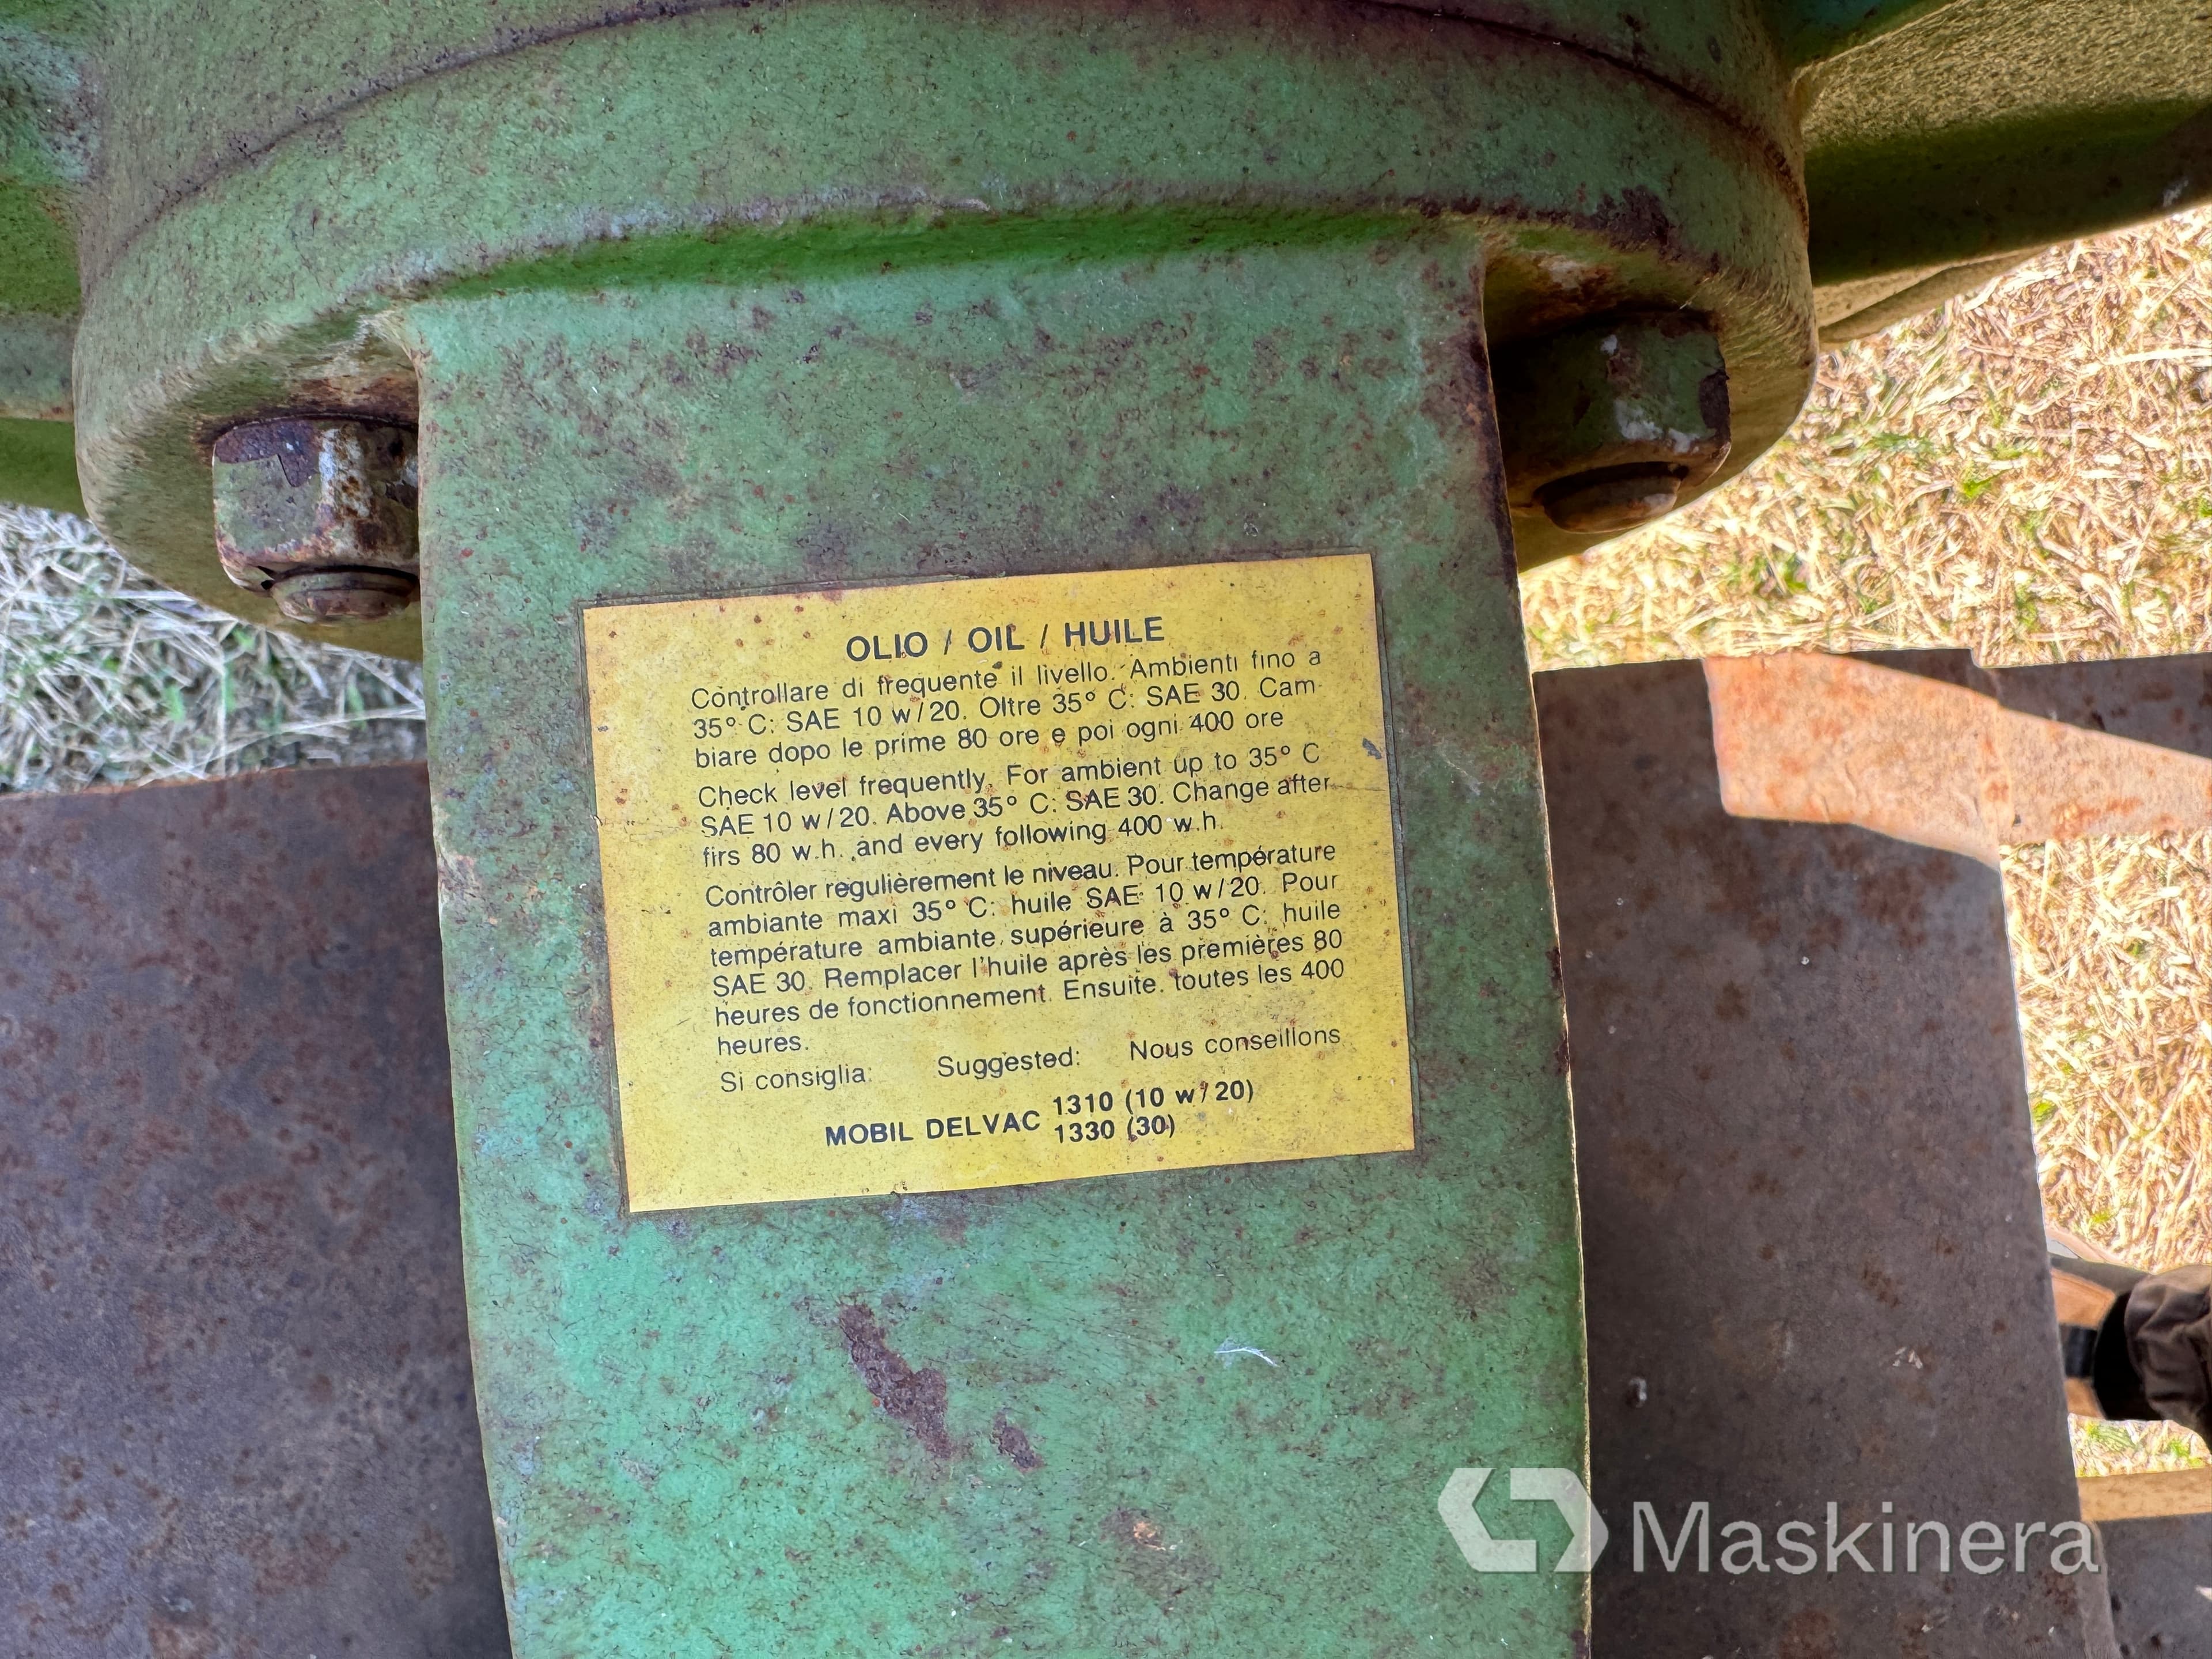 OLIO / OIL / HUILE
Controllare di frequente il livello. Ambienti fino a
35° C: SAE 10 w/20. Oltre 35° C: SAE 30. Cam-
biare dopo le prime 80 ore e poi ogni 400 ore
Check level frequently. For ambient up to 35° C
SAE 10 w/20. Above 35° C: SAE 30. Change after
firs 80 w.h. and every following 400 w.h.
Contrôler regulièrement le niveau. Pour température
ambiante maxi 35° C: huile SAE 10 w/20. Pour
température ambiante supérieure à 35° C: huile
SAE 30. Remplacer l'huile après les premières 80
heures de fonctionnement. Ensuite. toutes les 400
heures.
Si consiglia: Suggested: Nous conseillons
MOBIL DELVAC 1310 (10 w/20)
1330 (30)
Maskinera